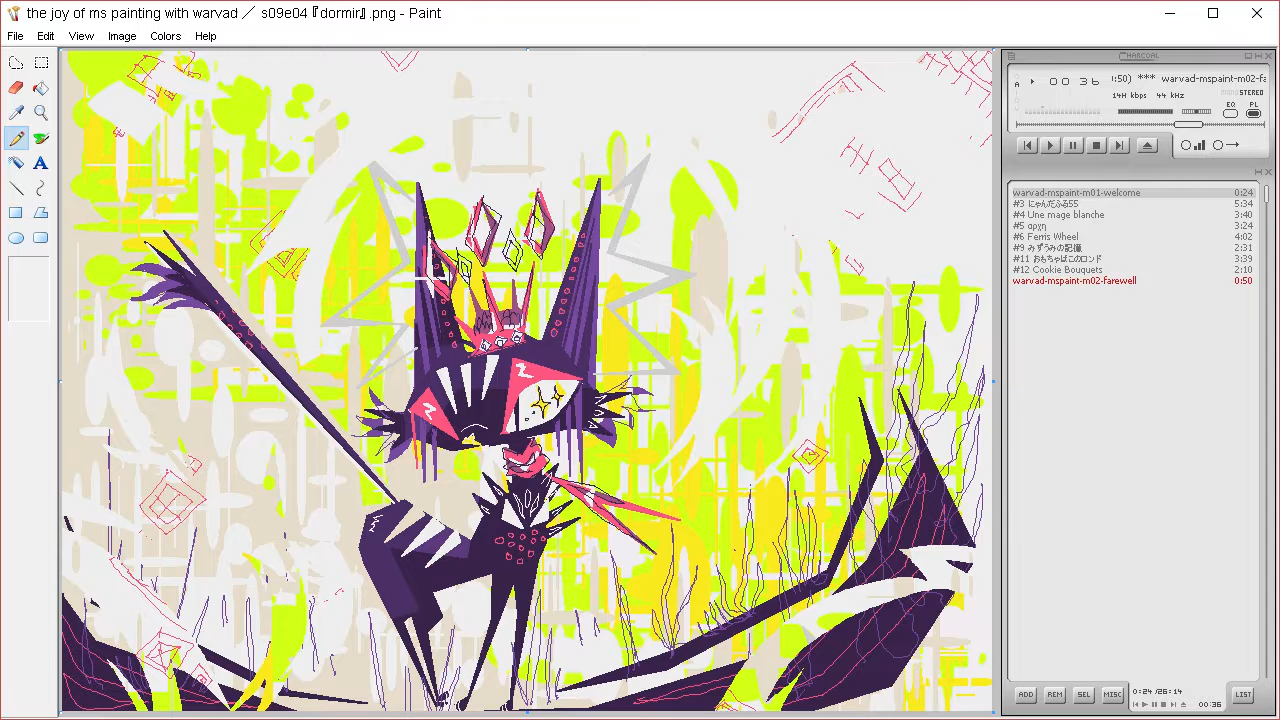 the joy of ms painting with warvad ／ s09e04『dormir』.png - Paint
File Edit View Image Colors Help
CHARCOAL
00 36 1:50) *** warvad-mspaint-m02-fa
14H kbps 44 kHz STEREO
EQ PL
warvad-mspaint-m01-welcome 0:24
#3 にゃんだふる55 5:34
#4 Une mage blanche 3:40
#5 αρχη 3:24
#6 Ferris Wheel 4:02
#9 みずうみの記憶 2:31
#11 おもちゃばこのロンド 3:39
#12 Cookie Bouquets 2:10
warvad-mspaint-m02-farewell 0:50
ADD REM SEL MISC 0:24/26:14 LIST
00:36